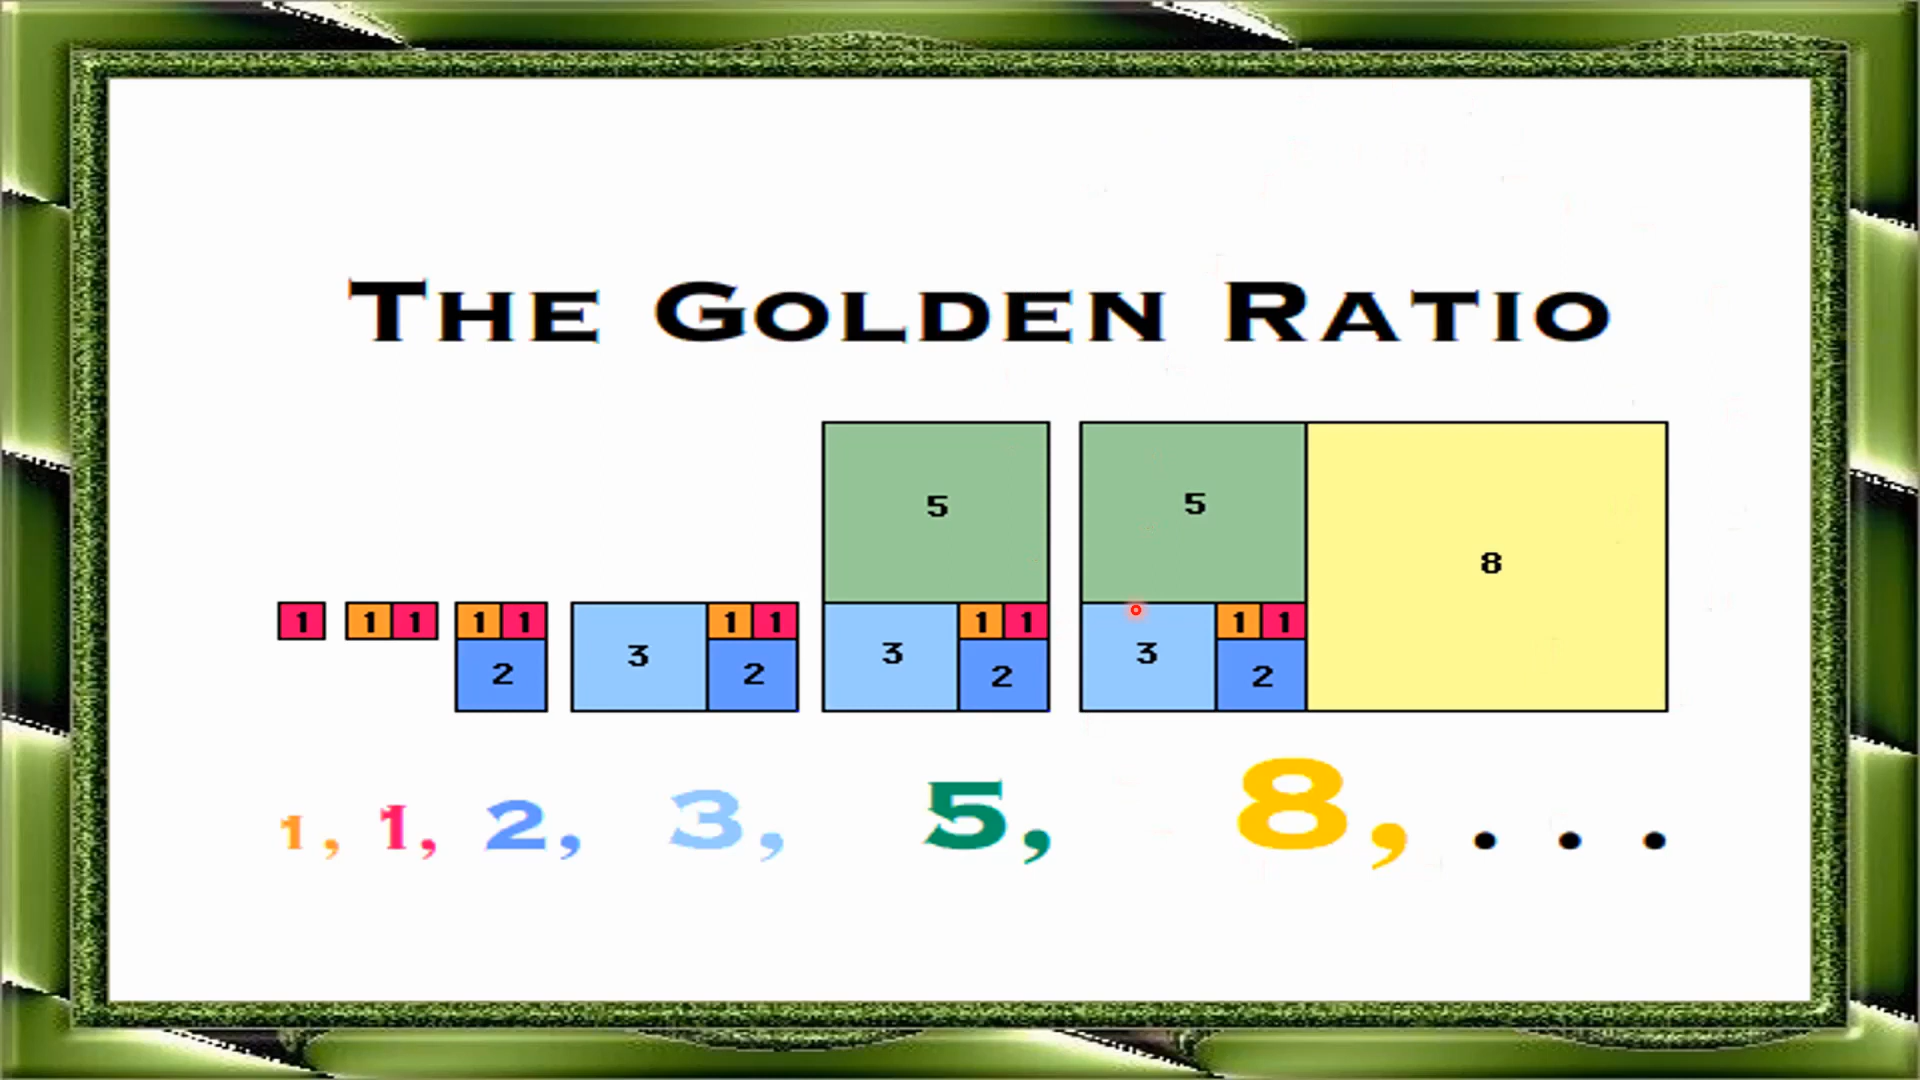 The Golden Ratio
5 5 8
1 1 1 1 1 3 1 1 3 1 1 3 1 1
2 2 2 2
1, 1, 2, 3, 5, 8, . . .